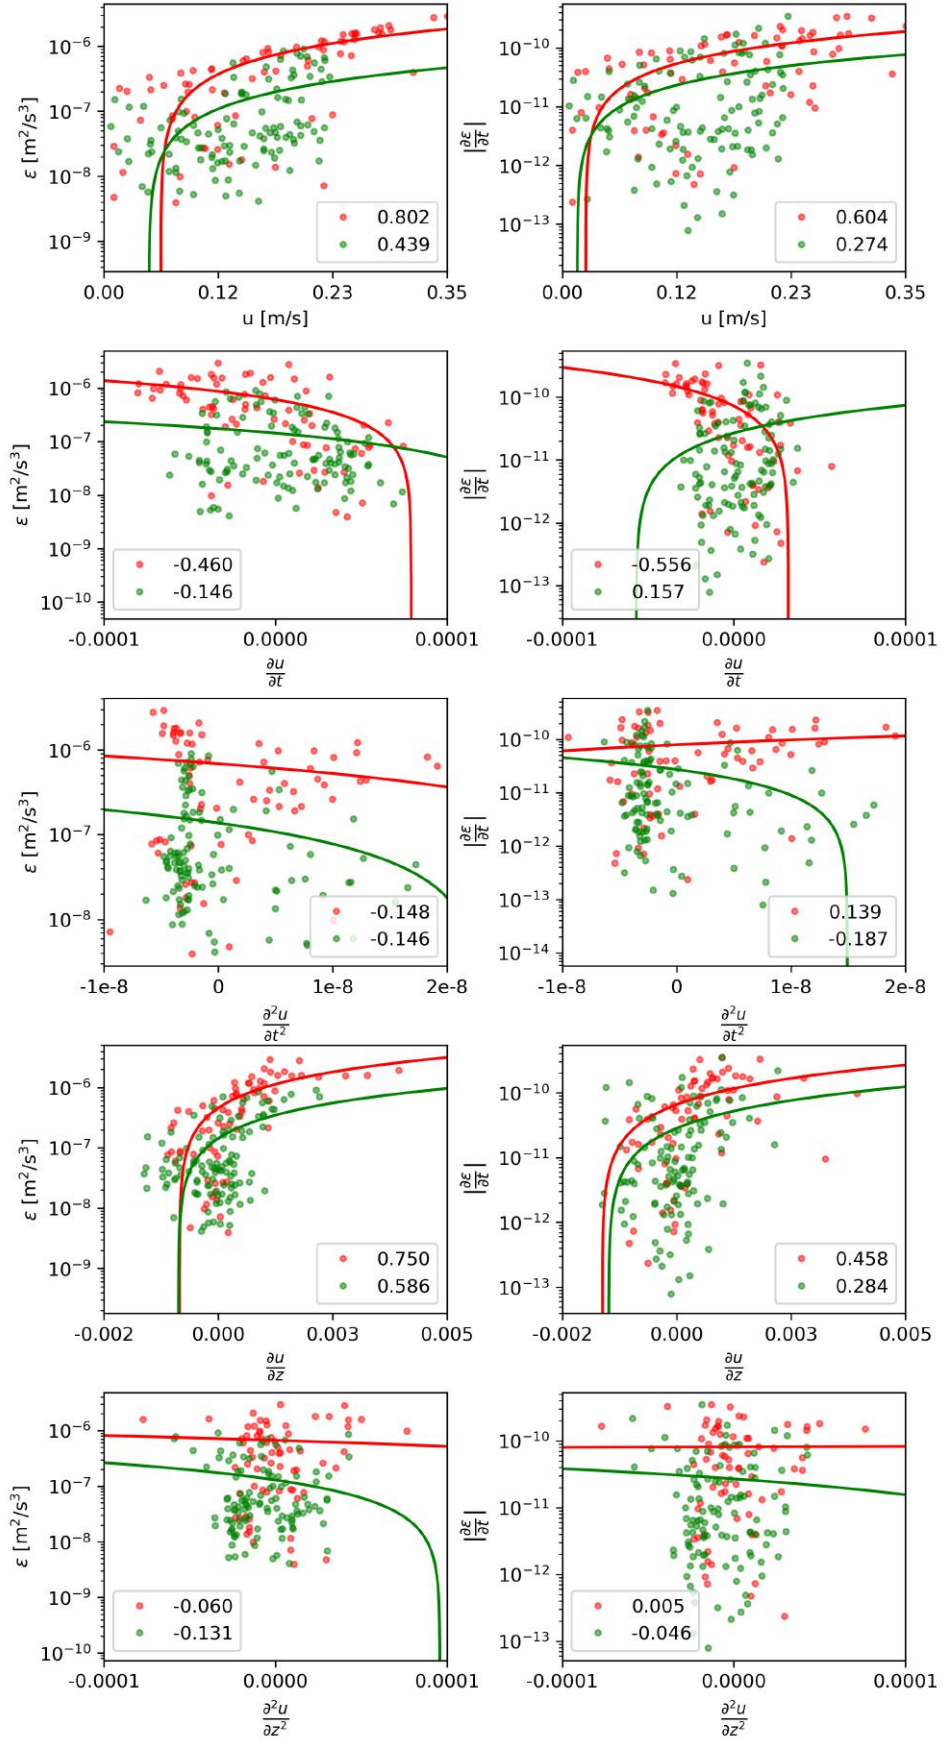 10⁻⁶
10⁻⁷
10⁻⁸
10⁻⁹
ε [m²/s³]
0.802
0.439
0.00 0.12 0.23 0.35
u [m/s]
10⁻¹⁰
10⁻¹¹
10⁻¹²
10⁻¹³
|∂ε/∂t|
0.604
0.274
0.00 0.12 0.23 0.35
u [m/s]
10⁻⁶
10⁻⁷
10⁻⁸
10⁻⁹
10⁻¹⁰
ε [m²/s³]
-0.460
-0.146
-0.0001 0.0000 0.0001
∂u/∂t
10⁻¹⁰
10⁻¹¹
10⁻¹²
10⁻¹³
|∂ε/∂t|
-0.556
0.157
-0.0001 0.0000 0.0001
∂u/∂t
10⁻⁶
10⁻⁷
10⁻⁸
ε [m²/s³]
-0.148
-0.146
-1e-8 0 1e-8 2e-8
∂²u/∂t²
10⁻¹⁰
10⁻¹¹
10⁻¹²
10⁻¹³
10⁻¹⁴
|∂ε/∂t|
0.139
-0.187
-1e-8 0 1e-8 2e-8
∂²u/∂t²
10⁻⁶
10⁻⁷
10⁻⁸
10⁻⁹
ε [m²/s³]
0.750
0.586
-0.002 0.000 0.003 0.005
∂u/∂z
10⁻¹⁰
10⁻¹¹
10⁻¹²
10⁻¹³
|∂ε/∂t|
0.458
0.284
-0.002 0.000 0.003 0.005
∂u/∂z
10⁻⁶
10⁻⁷
10⁻⁸
10⁻⁹
10⁻¹⁰
ε [m²/s³]
-0.060
-0.131
-0.0001 0.0000 0.0001
∂²u/∂z²
10⁻¹⁰
10⁻¹¹
10⁻¹²
10⁻¹³
|∂ε/∂t|
0.005
-0.046
-0.0001 0.0000 0.0001
∂²u/∂z²